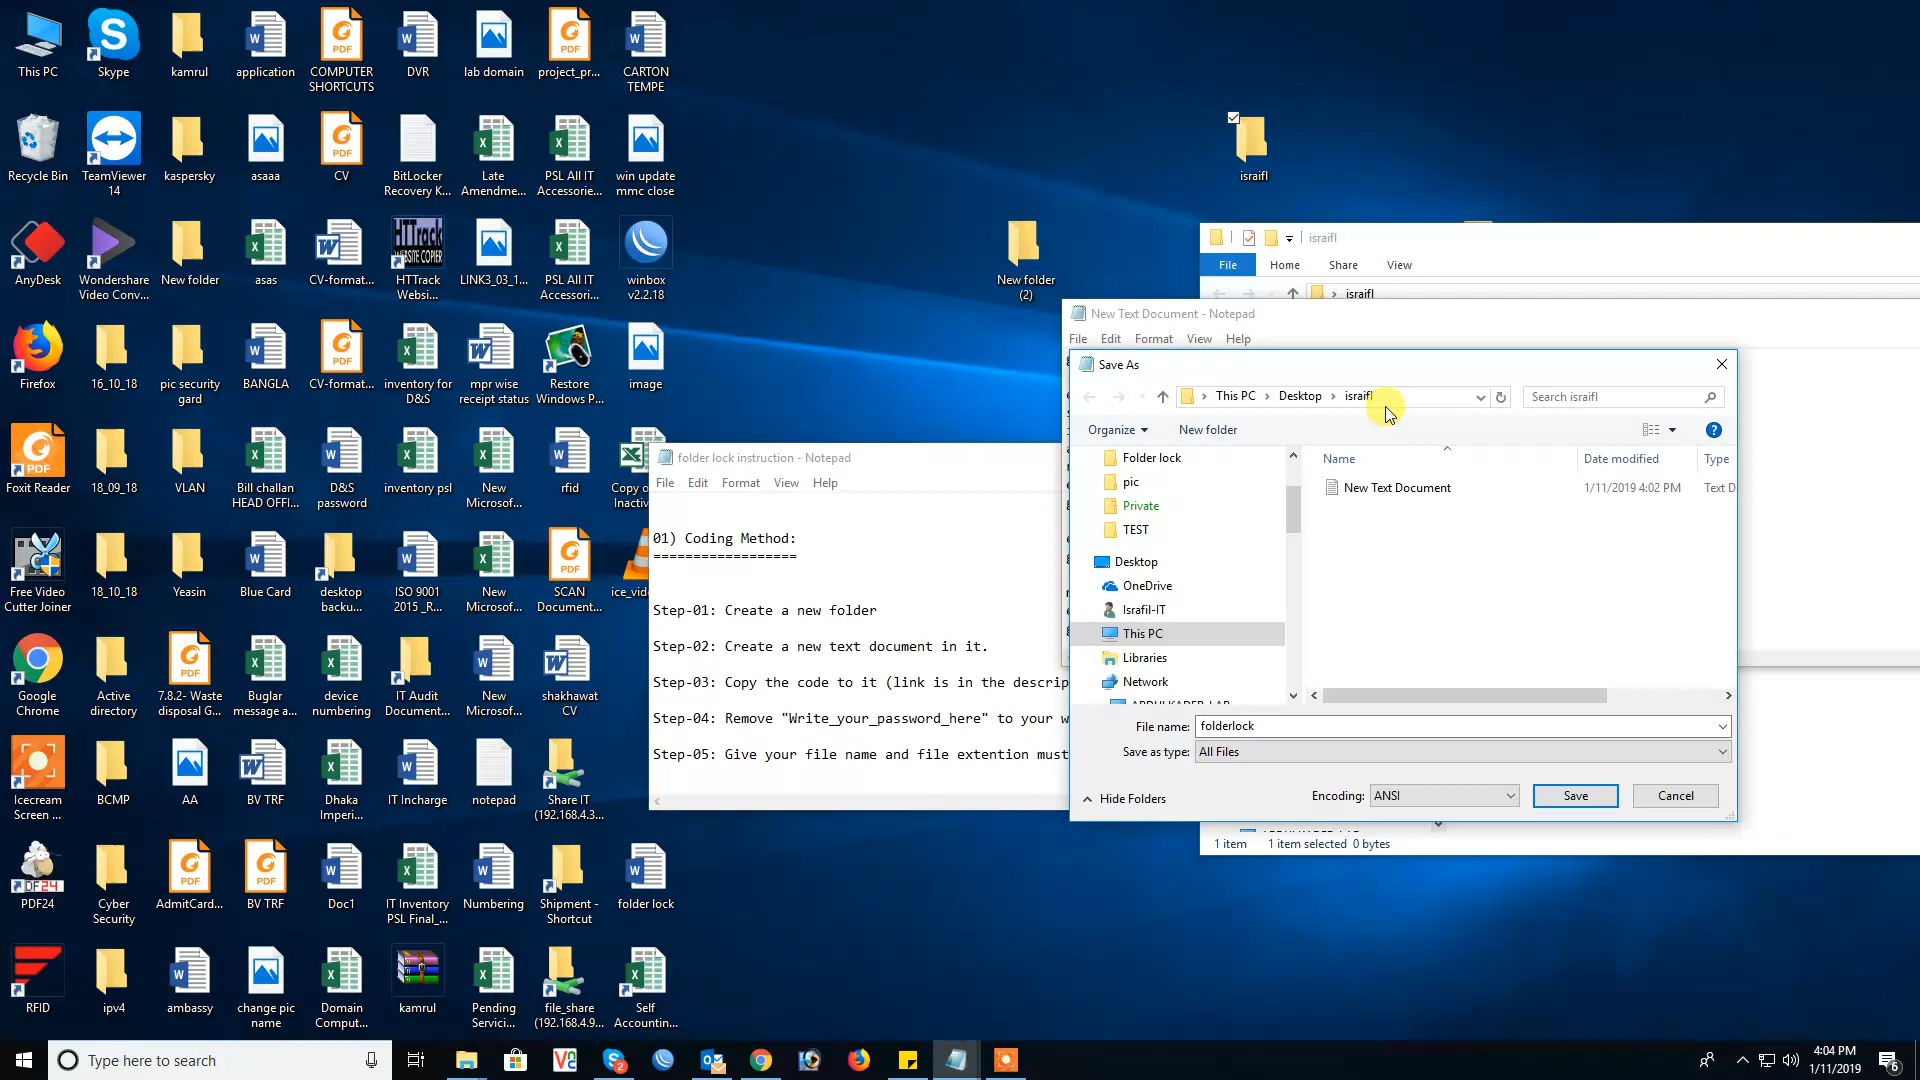 This PC
Skype
kamrul
application
COMPUTER
SHORTCUTS
DVR
lab domain
project_pr...
CARTON
TEMPE
Recycle Bin
TeamViewer
14
kaspersky
asaaa
CV
BitLocker
Recovery K...
Late
Amendme...
PSL All IT
Accessorie...
win update
mmc close
israifl
AnyDesk
Wondershare
Video Conv...
New folder
asas
CV-format...
HTTrack
WEBSITE COPIER
HTTrack
Websi...
LINK3_03_1...
PSL All IT
Accessori...
winbox
v2.2.18
New folder
(2)
Firefox
16_10_18
pic security
gard
BANGLA
CV-format...
inventory for
D&S
mpr wise
receipt status
Restore
Windows P...
image
Foxit Reader
18_09_18
VLAN
Bill challan
HEAD OFFI...
D&S
password
inventory psl
New
Microsof...
rfid
Copy o
Inactiv
Free Video
Cutter Joiner
18_10_18
Yeasin
Blue Card
desktop
backu...
ISO 9001
2015 _R...
New
Microsof...
SCAN
Document...
ice_vid
Google
Chrome
Active
directory
7.8.2- Waste
disposal G...
Buglar
message a...
device
numbering
IT Audit
Document...
New
Microsof...
shakhawat
CV
Icecream
Screen ...
BCMP
AA
BV TRF
Dhaka
Imperi...
IT Incharge
notepad
Share IT
(192.168.4.3...
PDF24
Cyber
Security
AdmitCard...
BV TRF
Doc1
IT Inventory
PSL Final_...
Numbering
Shipment -
Shortcut
folder lock
RFID
ipv4
ambassy
change pic
name
Domain
Comput...
kamrul
Pending
Servici...
file_share
(192.168.4.9...
Self
Accountin...
israifl
File Home Share View
israifl
New Text Document - Notepad
File Edit Format View Help
folder lock instruction - Notepad
File Edit Format View Help
01) Coding Method:
==================
Step-01: Create a new folder
Step-02: Create a new text document in it.
Step-03: Copy the code to it (link is in the descrip
Step-04: Remove "Write_your_password_here" to your w
Step-05: Give your file name and file extention must
Save As
This PC Desktop israifl
Search israifl
Organize New folder
Folder lock
pic
Private
TEST
Desktop
OneDrive
Israfil-IT
This PC
Libraries
Network
Name Date modified Type
New Text Document 1/11/2019 4:02 PM Text D
File name: folderlock
Save as type: All Files
Hide Folders
Encoding: ANSI
Save Cancel
1 item 1 item selected 0 bytes
Type here to search
4:04 PM
1/11/2019